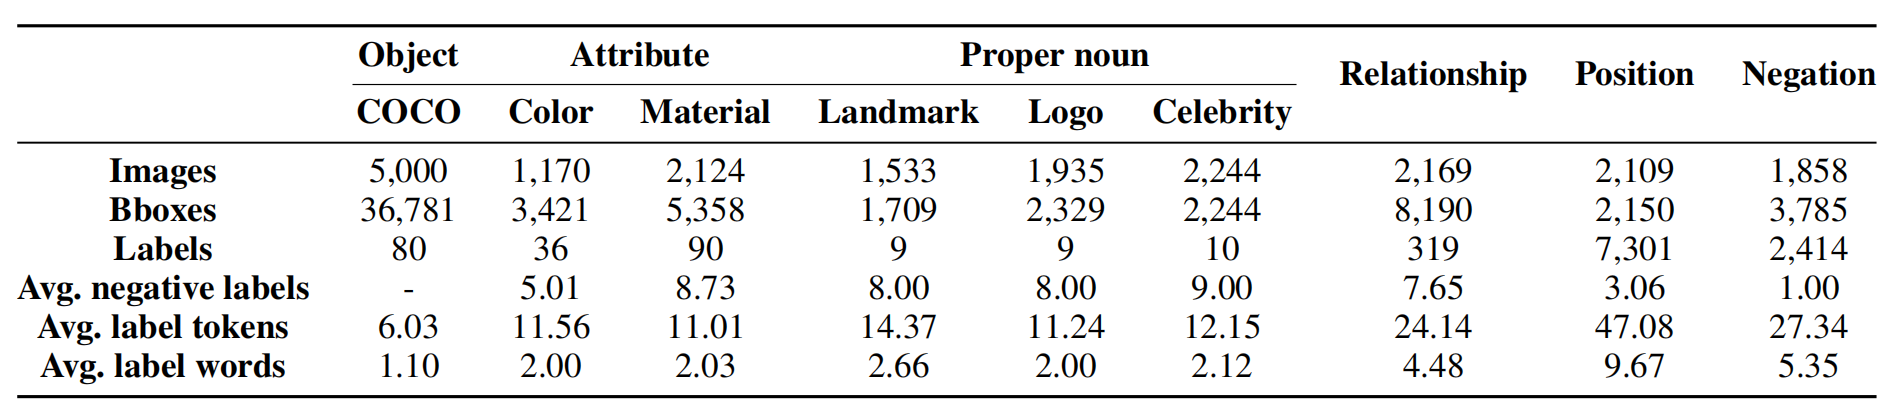 Object Attribute Proper noun Relationship Position Negation
COCO Color Material Landmark Logo Celebrity
Images 5,000 1,170 2,124 1,533 1,935 2,244 2,169 2,109 1,858
Bboxes 36,781 3,421 5,358 1,709 2,329 2,244 8,190 2,150 3,785
Labels 80 36 90 9 9 10 319 7,301 2,414
Avg. negative labels - 5.01 8.73 8.00 8.00 9.00 7.65 3.06 1.00
Avg. label tokens 6.03 11.56 11.01 14.37 11.24 12.15 24.14 47.08 27.34
Avg. label words 1.10 2.00 2.03 2.66 2.00 2.12 4.48 9.67 5.35